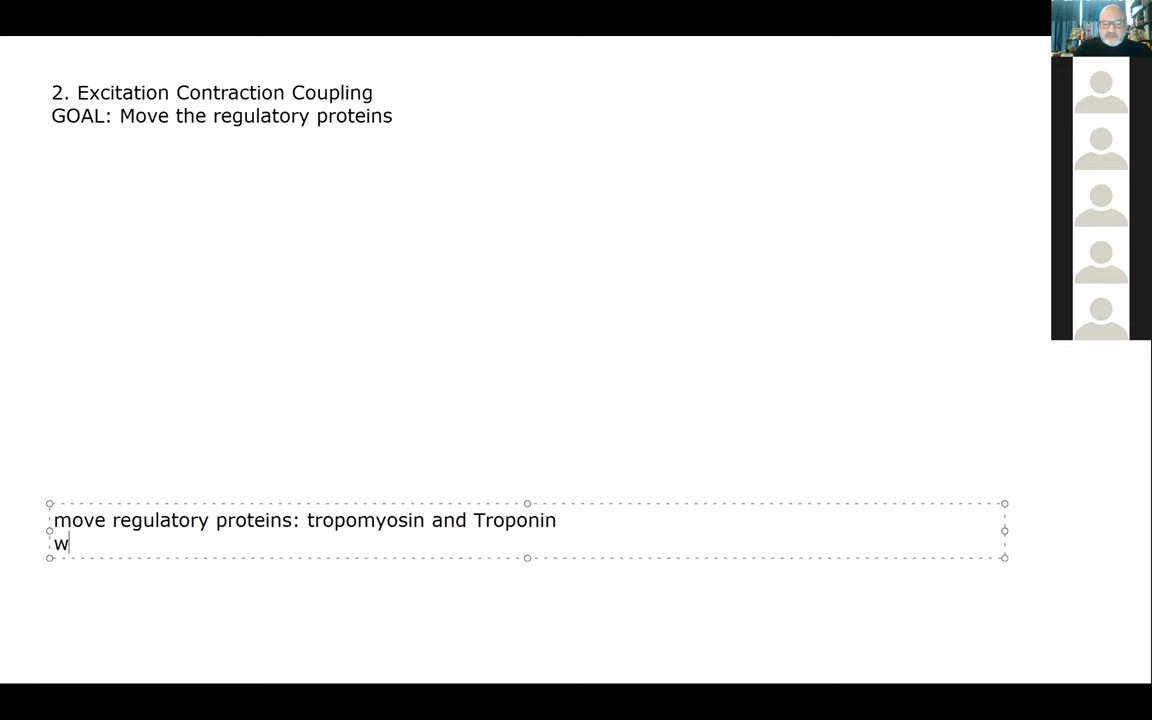 2. Excitation Contraction Coupling
GOAL: Move the regulatory proteins
move regulatory proteins: tropomyosin and Troponin
w